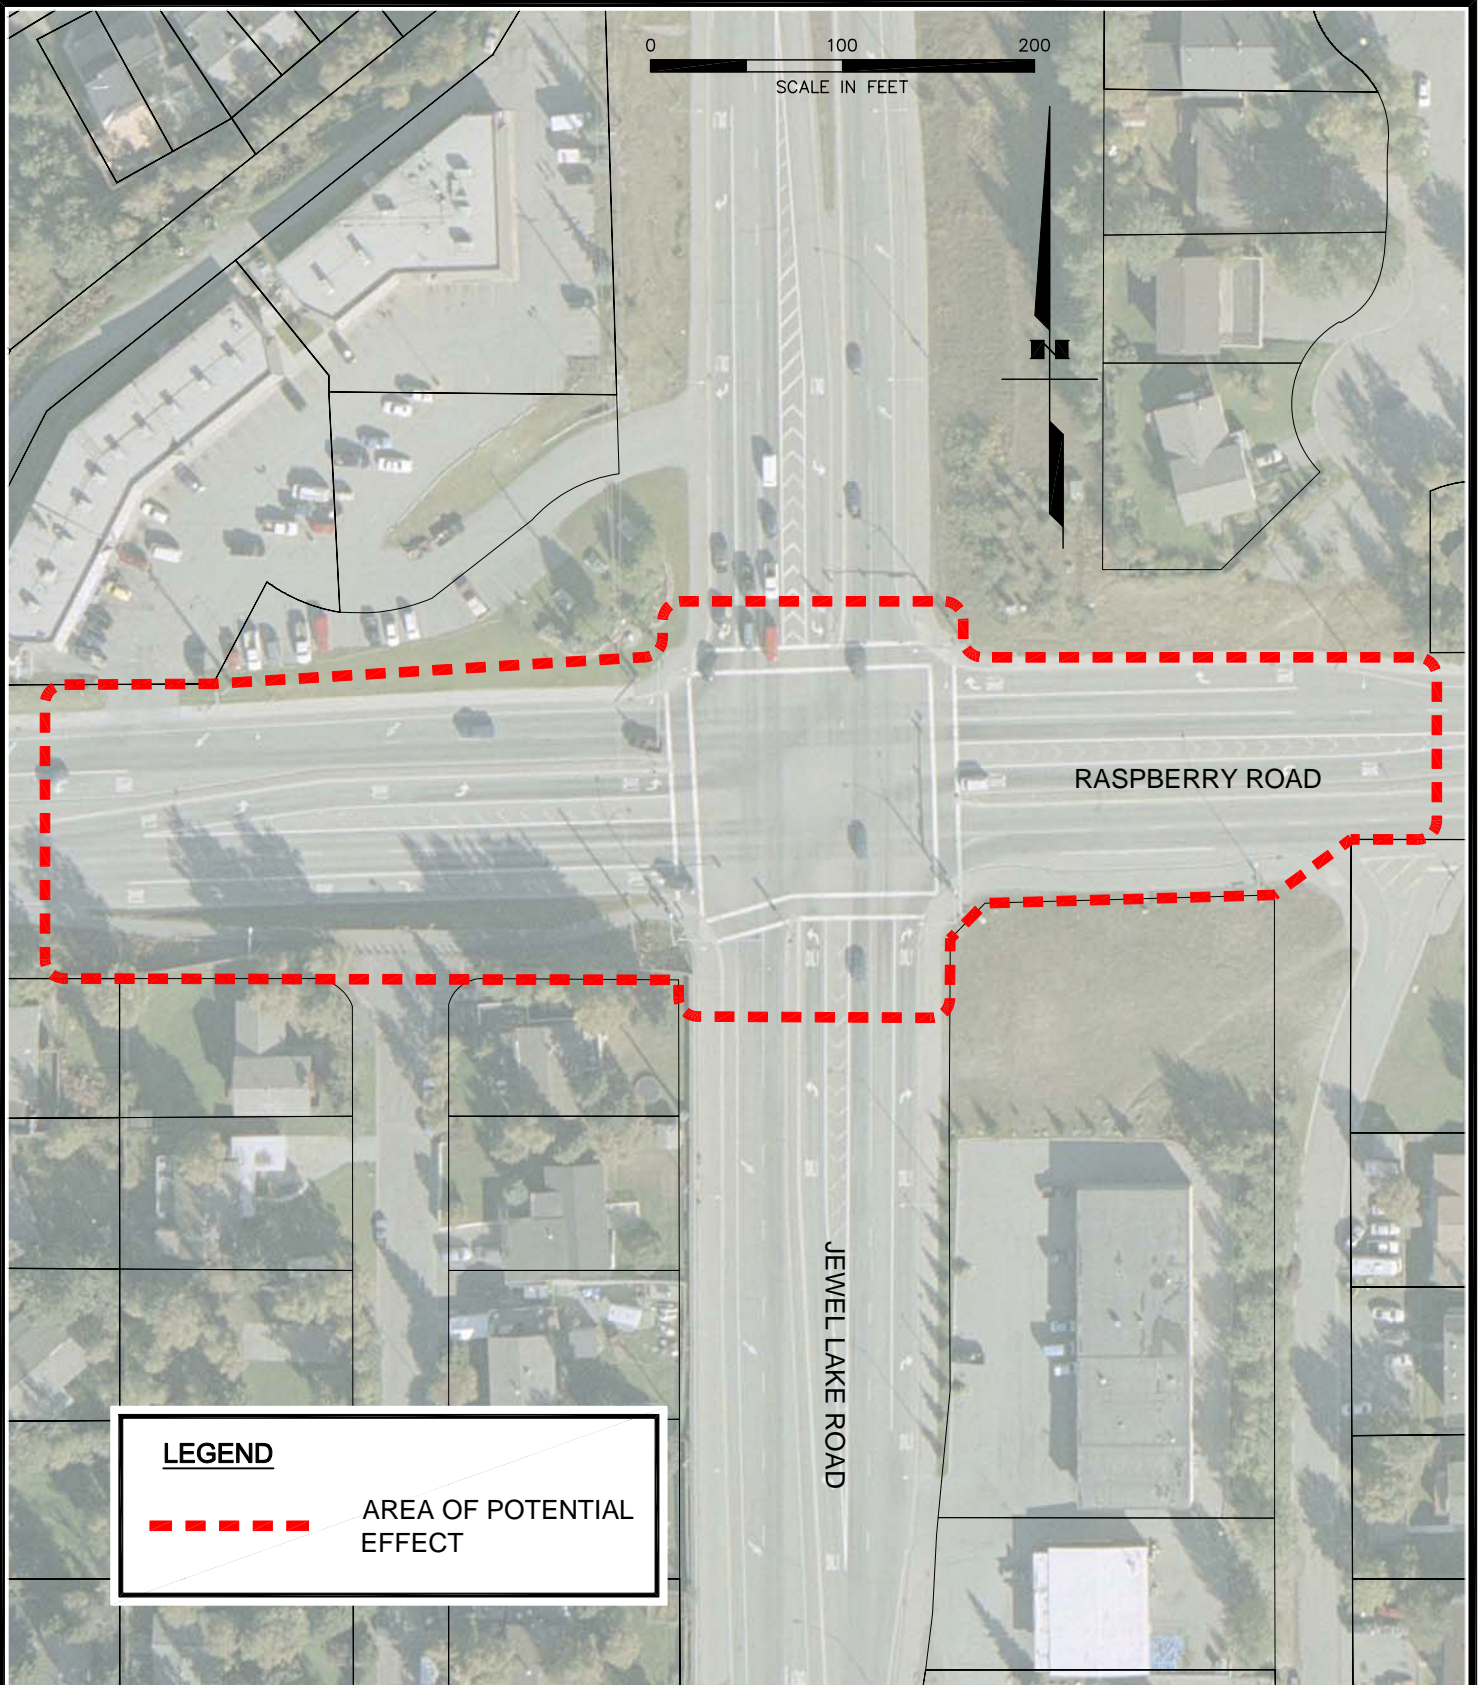 0 100 200
SCALE IN FEET
N
RASPBERRY ROAD
JEWEL LAKE ROAD
LEGEND
AREA OF POTENTIAL
EFFECT